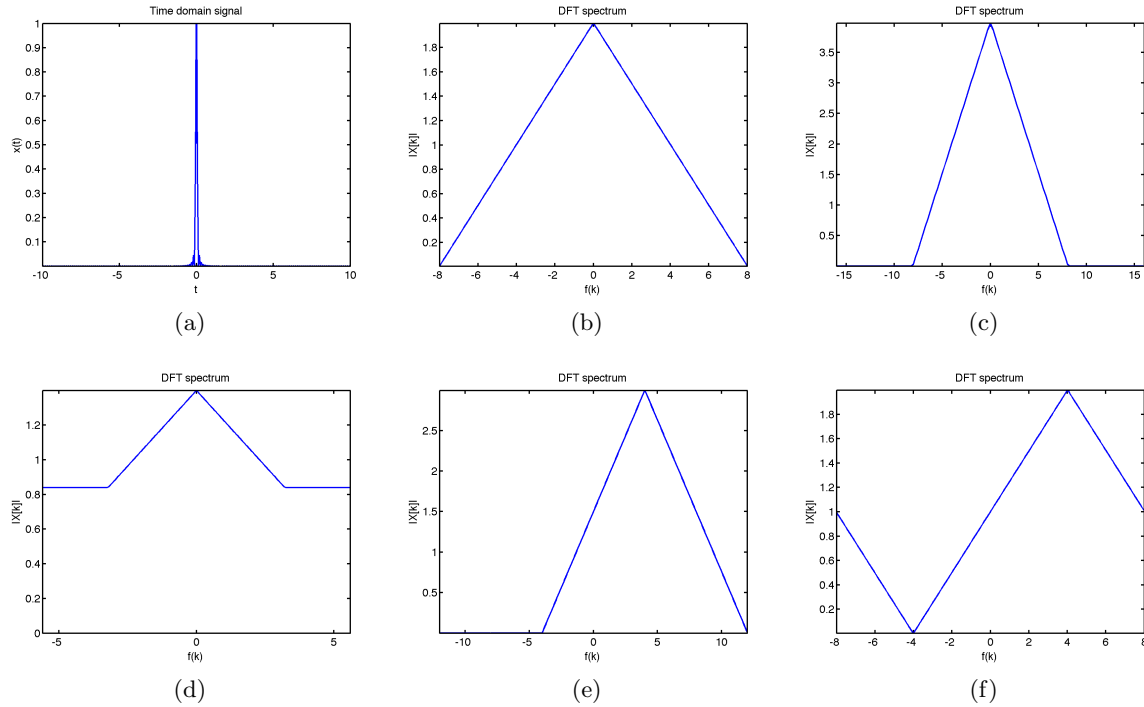 Time domain signal
1
0.9
0.8
0.7
0.6
0.5
0.4
0.3
0.2
0.1
-10 -5 0 5 10
x(t)
t
(a)
DFT spectrum
1.8
1.6
1.4
1.2
1
0.8
0.6
0.4
0.2
-8 -6 -4 -2 0 2 4 6 8
|X[k]|
f(k)
(b)
DFT spectrum
3.5
3
2.5
2
1.5
1
0.5
-15 -10 -5 0 5 10 15
|X[k]|
f(k)
(c)
DFT spectrum
1.2
1
0.8
0.6
0.4
0.2
0
-5 0 5
|X[k]|
f(k)
(d)
DFT spectrum
2.5
2
1.5
1
0.5
-10 -5 0 5 10
|X[k]|
f(k)
(e)
DFT spectrum
1.8
1.6
1.4
1.2
1
0.8
0.6
0.4
0.2
-8 -6 -4 -2 0 2 4 6 8
|X[k]|
f(k)
(f)